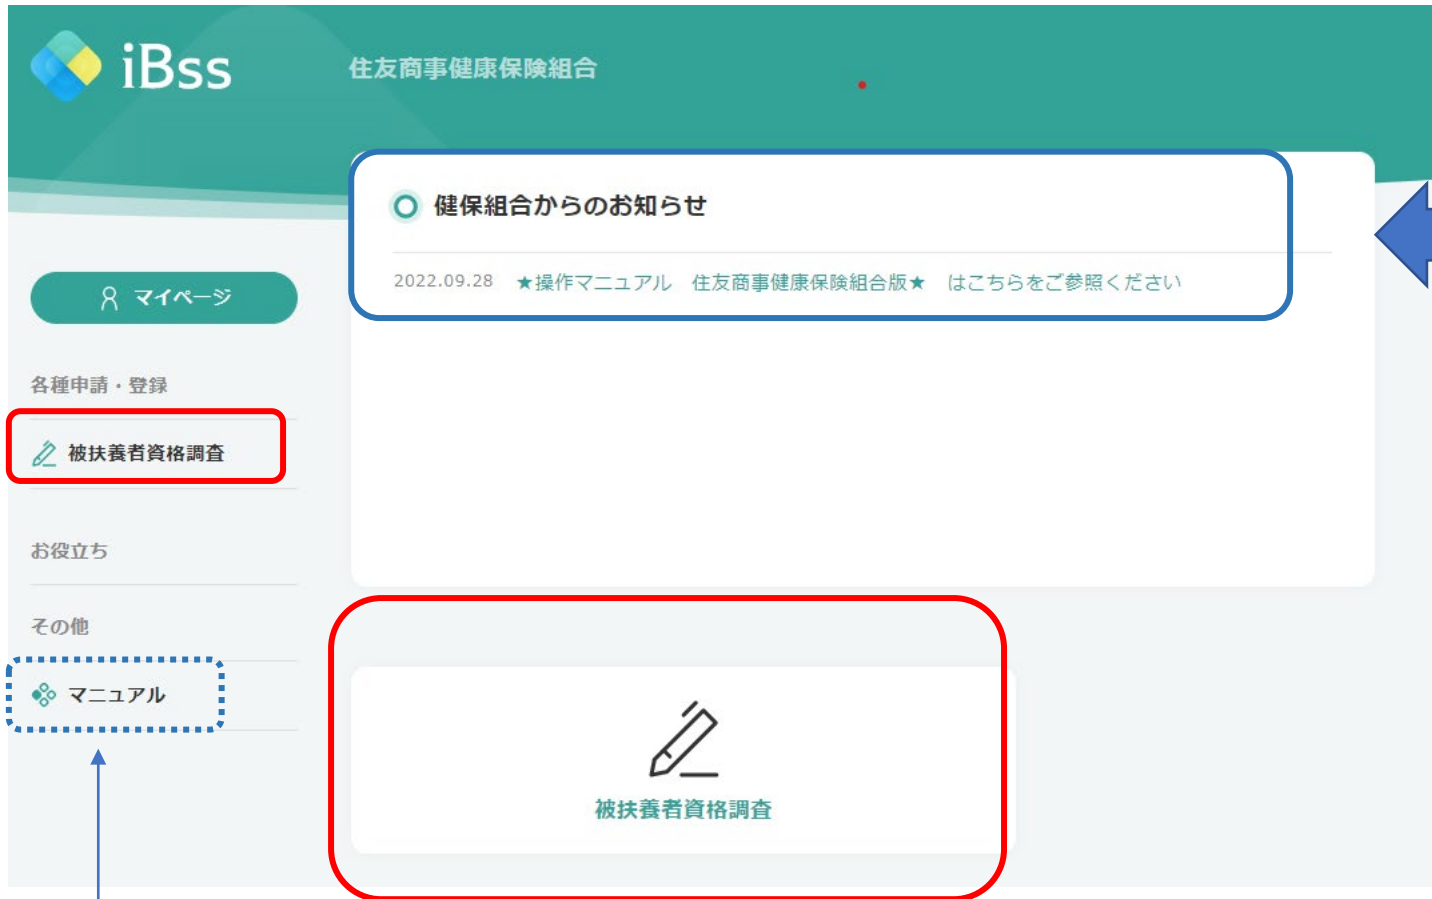 iBss
住友商事健康保険組合
健保組合からのお知らせ
2022.09.28 ★操作マニュアル 住友商事健康保険組合版★ はこちらをご参照ください
マイページ
各種申請・登録
被扶養者資格調査
お役立ち
その他
マニュアル
被扶養者資格調査